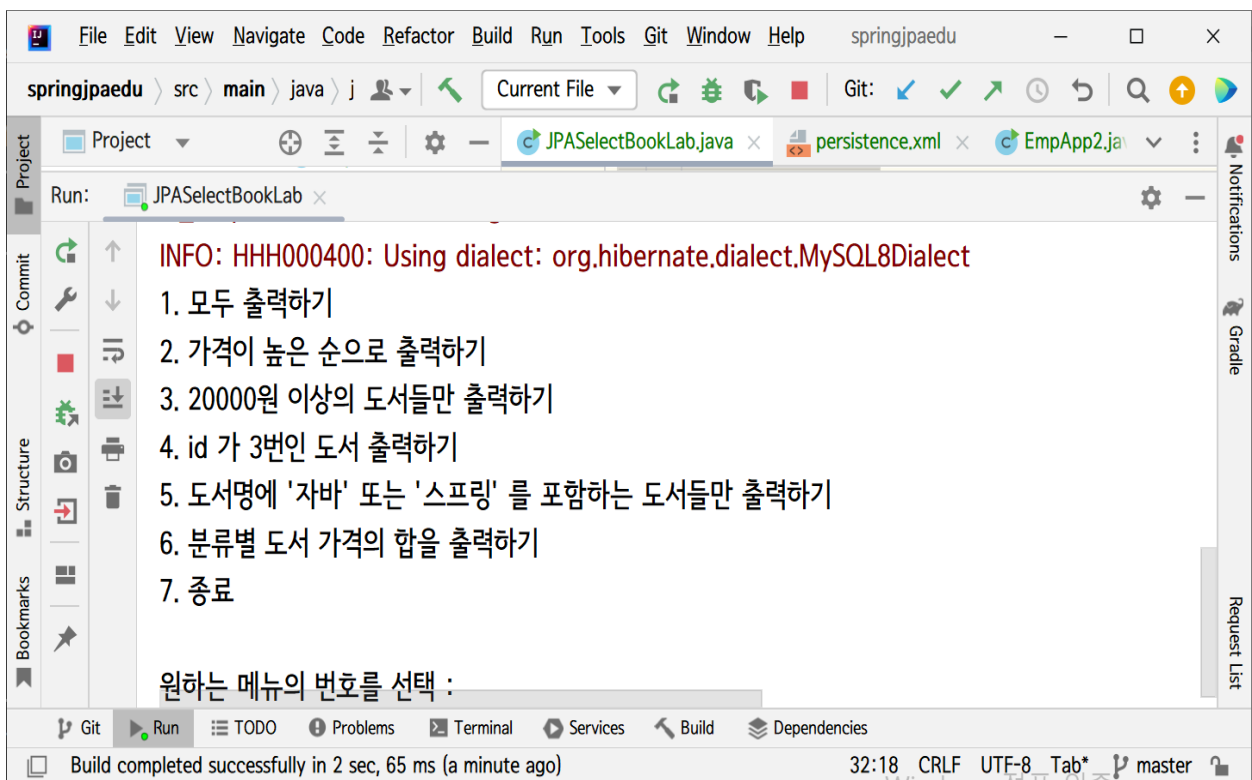 File Edit View Navigate Code Refactor Build Run Tools Git Window Help springjpaedu
springjpaedu src main java j Current File Git:
Project JPASelectBookLab.java persistence.xml EmpApp2.ja
Run: JPASelectBookLab
INFO: HHH000400: Using dialect: org.hibernate.dialect.MySQL8Dialect
1. 모두 출력하기
2. 가격이 높은 순으로 출력하기
3. 20000원 이상의 도서들만 출력하기
4. id 가 3번인 도서 출력하기
5. 도서명에 '자바' 또는 '스프링' 를 포함하는 도서들만 출력하기
6. 분류별 도서 가격의 합을 출력하기
7. 종료
원하는 메뉴의 번호를 선택 :
Project
Commit
Structure
Bookmarks
Notifications
Gradle
Request List
Git Run TODO Problems Terminal Services Build Dependencies
Build completed successfully in 2 sec, 65 ms (a minute ago) 32:18 CRLF UTF-8 Tab* master